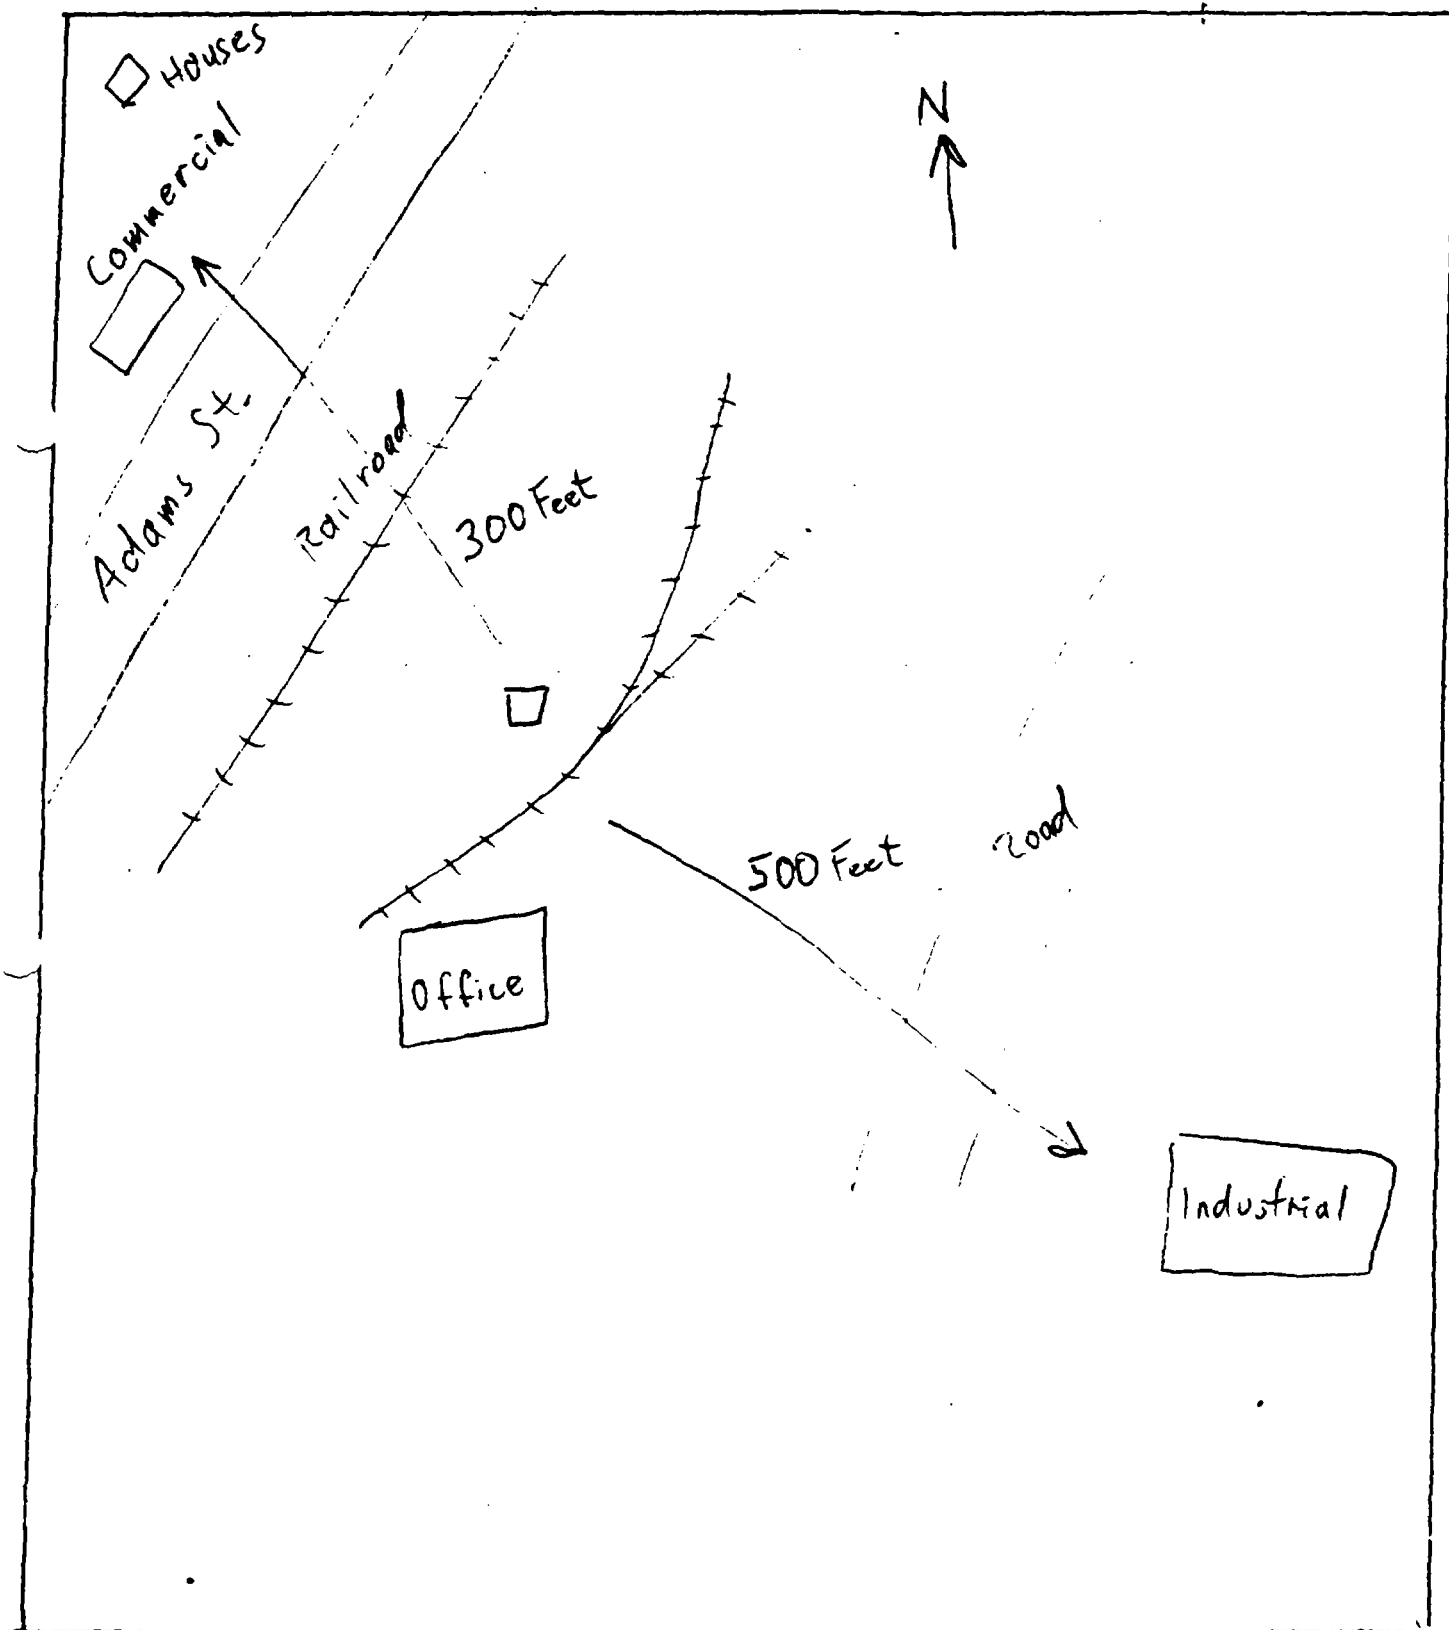 Houses
N
Commercial
Adams St.
Railroad
300 Feet
500 Feet
Road
Office
Industrial